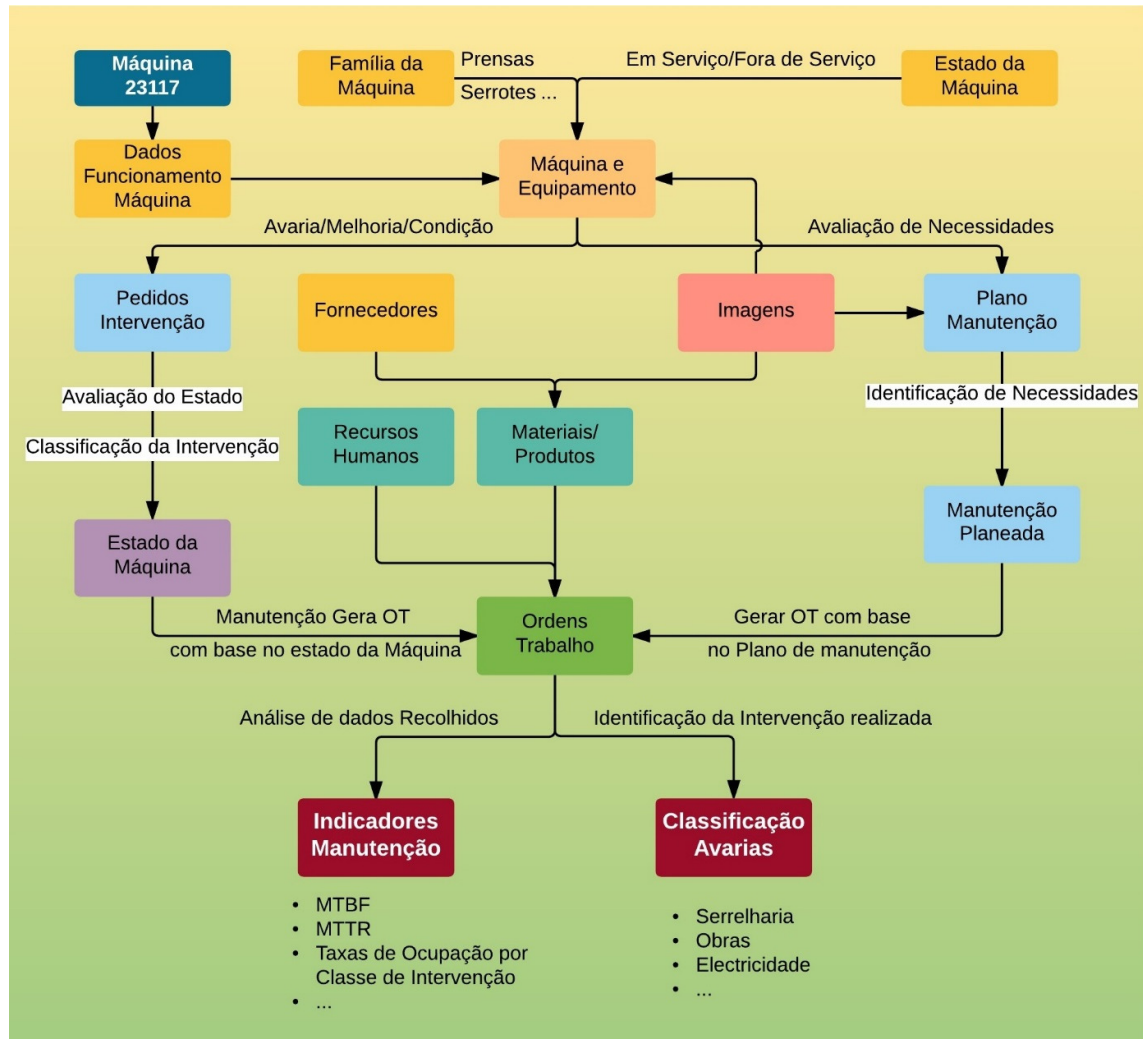 Máquina
23117
Família da
Máquina
Prensas
Serrotes ...
Em Serviço/Fora de Serviço
Estado da
Máquina
Dados
Funcionamento
Máquina
Máquina e
Equipamento
Avaria/Melhoria/Condição
Avaliação de Necessidades
Pedidos
Intervenção
Fornecedores
Imagens
Plano
Manutenção
Avaliação do Estado
Classificação da Intervenção
Identificação de Necessidades
Recursos
Humanos
Materiais/
Produtos
Estado da
Máquina
Manutenção
Planeada
Manutenção Gera OT
com base no estado da Máquina
Ordens
Trabalho
Gerar OT com base
no Plano de manutenção
Análise de dados Recolhidos
Identificação da Intervenção realizada
Indicadores
Manutenção
Classificação
Avarias
• MTBF
• MTTR
• Taxas de Ocupação por
Classe de Intervenção
• ...
• Serrelharia
• Obras
• Electricidade
• ...